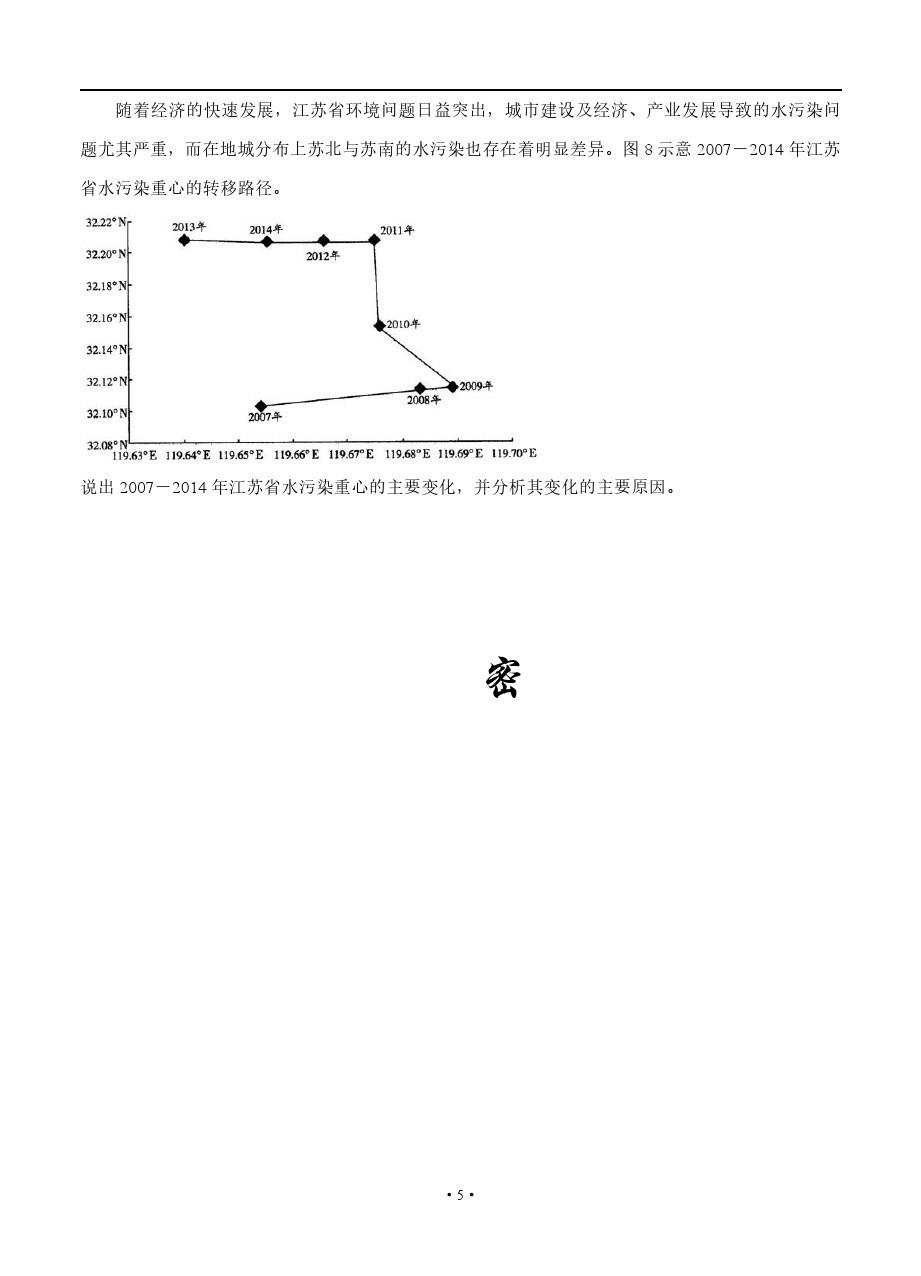 随着经济的快速发展，江苏省环境问题日益突出，城市建设及经济、产业发展导致的水污染问
题尤其严重，而在地城分布上苏北与苏南的水污染也存在着明显差异。图 8 示意 2007－2014 年江苏
省水污染重心的转移路径。
32.22°N
2013年
2014年
2011年
32.20°N
2012年
32.18°N
32.16°N
2010年
32.14°N
32.12°N
2009年
2008年
32.10°N
2007年
32.08°N
119.63°E 119.64°E 119.65°E 119.66°E 119.67°E 119.68°E 119.69°E 119.70°E
说出 2007－2014 年江苏省水污染重心的主要变化，并分析其变化的主要原因。
密
·5·